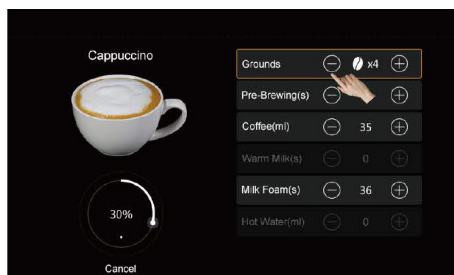 Cappuccino
30%
Cancel
Grounds x4
Pre-Brewing(s)
Coffee(ml) 35
Warm Milk(s) 0
Milk Foam(s) 36
Hot Water(ml) 0